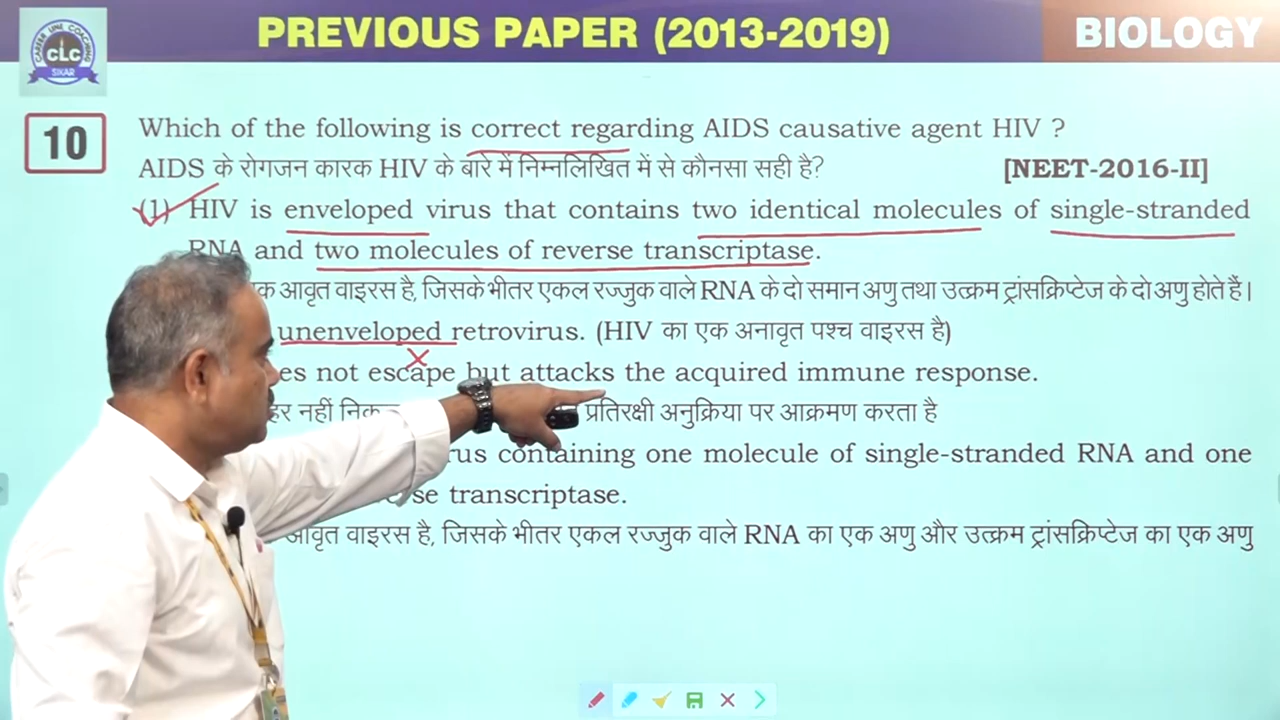 PREVIOUS PAPER (2013-2019)
BIOLOGY
CAREER LINE COACHING
CLC
SIKAR
10
Which of the following is correct regarding AIDS causative agent HIV ?
AIDS के रोगजन कारक HIV के बारे में निम्नलिखित में से कौनसा सही है?
[NEET-2016-II]
(1) HIV is enveloped virus that contains two identical molecules of single-stranded
RNA and two molecules of reverse transcriptase.
क आवृत वाइरस है, जिसके भीतर एकल रज्जुक वाले RNA के दो समान अणु तथा उत्क्रम ट्रांसक्रिप्टेज के दो अणु होते हैं।
unenveloped retrovirus. (HIV का एक अनावृत पश्च वाइरस है)
es not escape but attacks the acquired immune response.
हर नहीं प्रतिरक्षी अनुक्रिया पर आक्रमण करता है
rus containing one molecule of single-stranded RNA and one
se transcriptase.
आवृत वाइरस है, जिसके भीतर एकल रज्जुक वाले RNA का एक अणु और उत्क्रम ट्रांसक्रिप्टेज का एक अणु